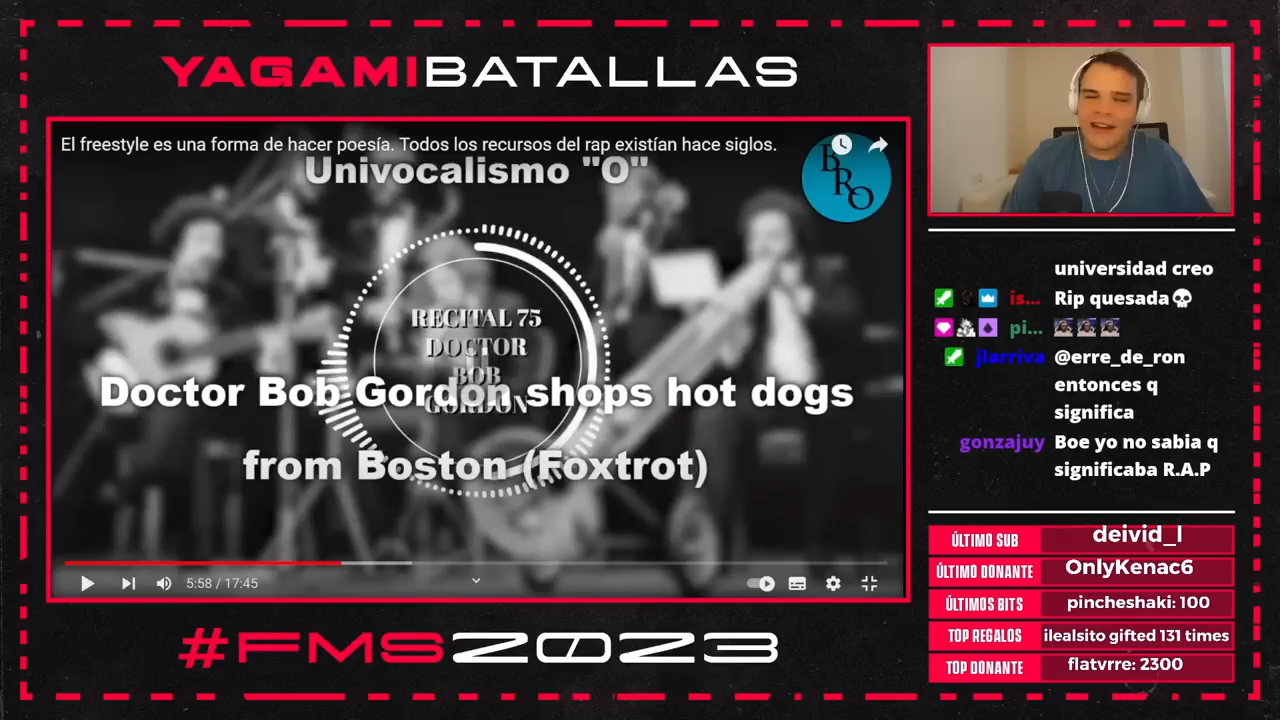 YAGAMIBATALLAS
El freestyle es una forma de hacer poesía. Todos los recursos del rap existían hace siglos.
Univocalismo "O"
BRO
RECITAL 75
DOCTOR
BOB
GORDON
Doctor Bob Gordon shops hot dogs
from Boston (Foxtrot)
5:58 / 17:45
#FMS2023
universidad creo
is... Rip quesada
pi...
jlarriva @erre_de_ron
entonces q
significa
gonzajuy Boe yo no sabia q
significaba R.A.P
ÚLTIMO SUB deivid_l
ÚLTIMO DONANTE OnlyKenac6
ÚLTIMOS BITS pincheshaki: 100
TOP REGALOS ilealsito gifted 131 times
TOP DONANTE flatvrre: 2300